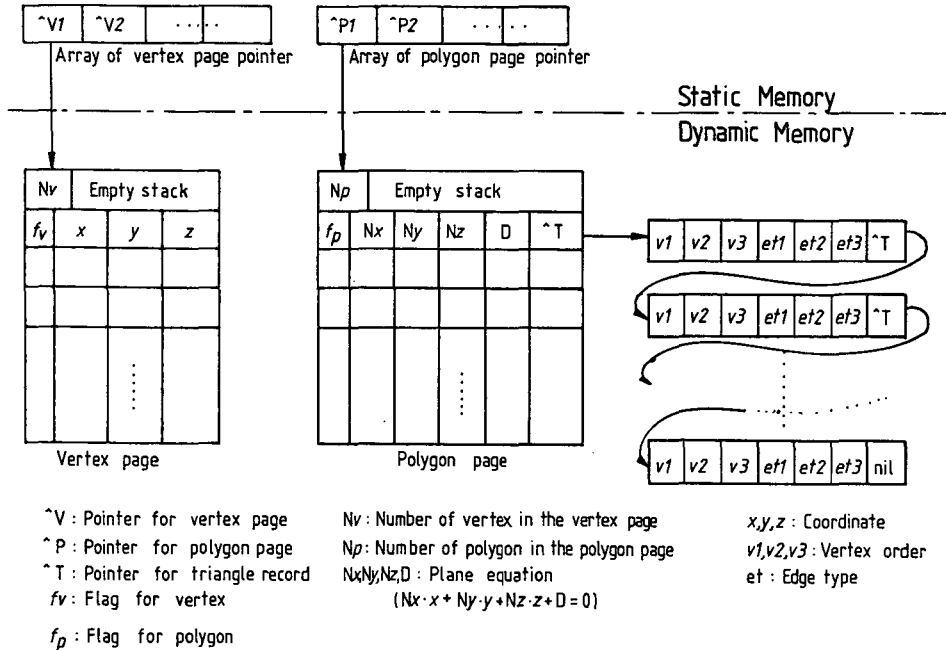 ^V1 ^V2 .....
^P1 ^P2 .....
Array of vertex page pointer
Array of polygon page pointer
Static Memory
Dynamic Memory
Nv Empty stack
fv x y z
Vertex page
Np Empty stack
fp Nx Ny Nz D ^T
Polygon page
v1 v2 v3 et1 et2 et3 ^T
v1 v2 v3 et1 et2 et3 ^T
v1 v2 v3 et1 et2 et3 nil
^V : Pointer for vertex page
^P : Pointer for polygon page
^T : Pointer for triangle record
fv : Flag for vertex
fp : Flag for polygon
Nv : Number of vertex in the vertex page
Np : Number of polygon in the polygon page
Nx,Ny,Nz,D : Plane equation
(Nx·x + Ny·y+Nz·z+D=0)
x,y,z : Coordinate
v1,v2,v3 : Vertex order
et : Edge type